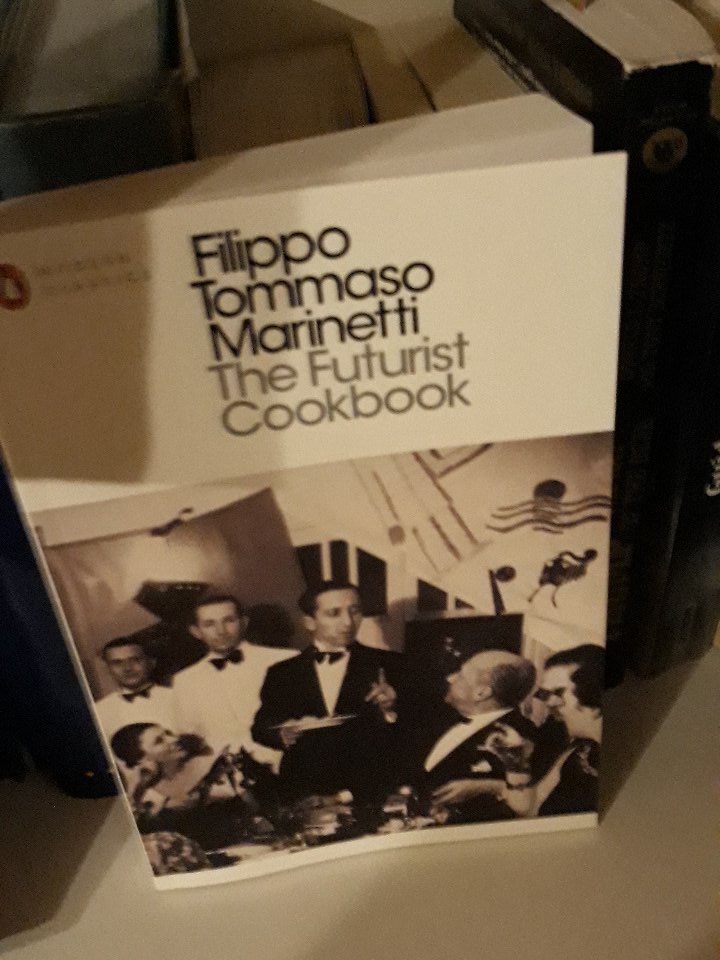 Filippo
Tommaso
Marinetti
The Futurist
Cookbook